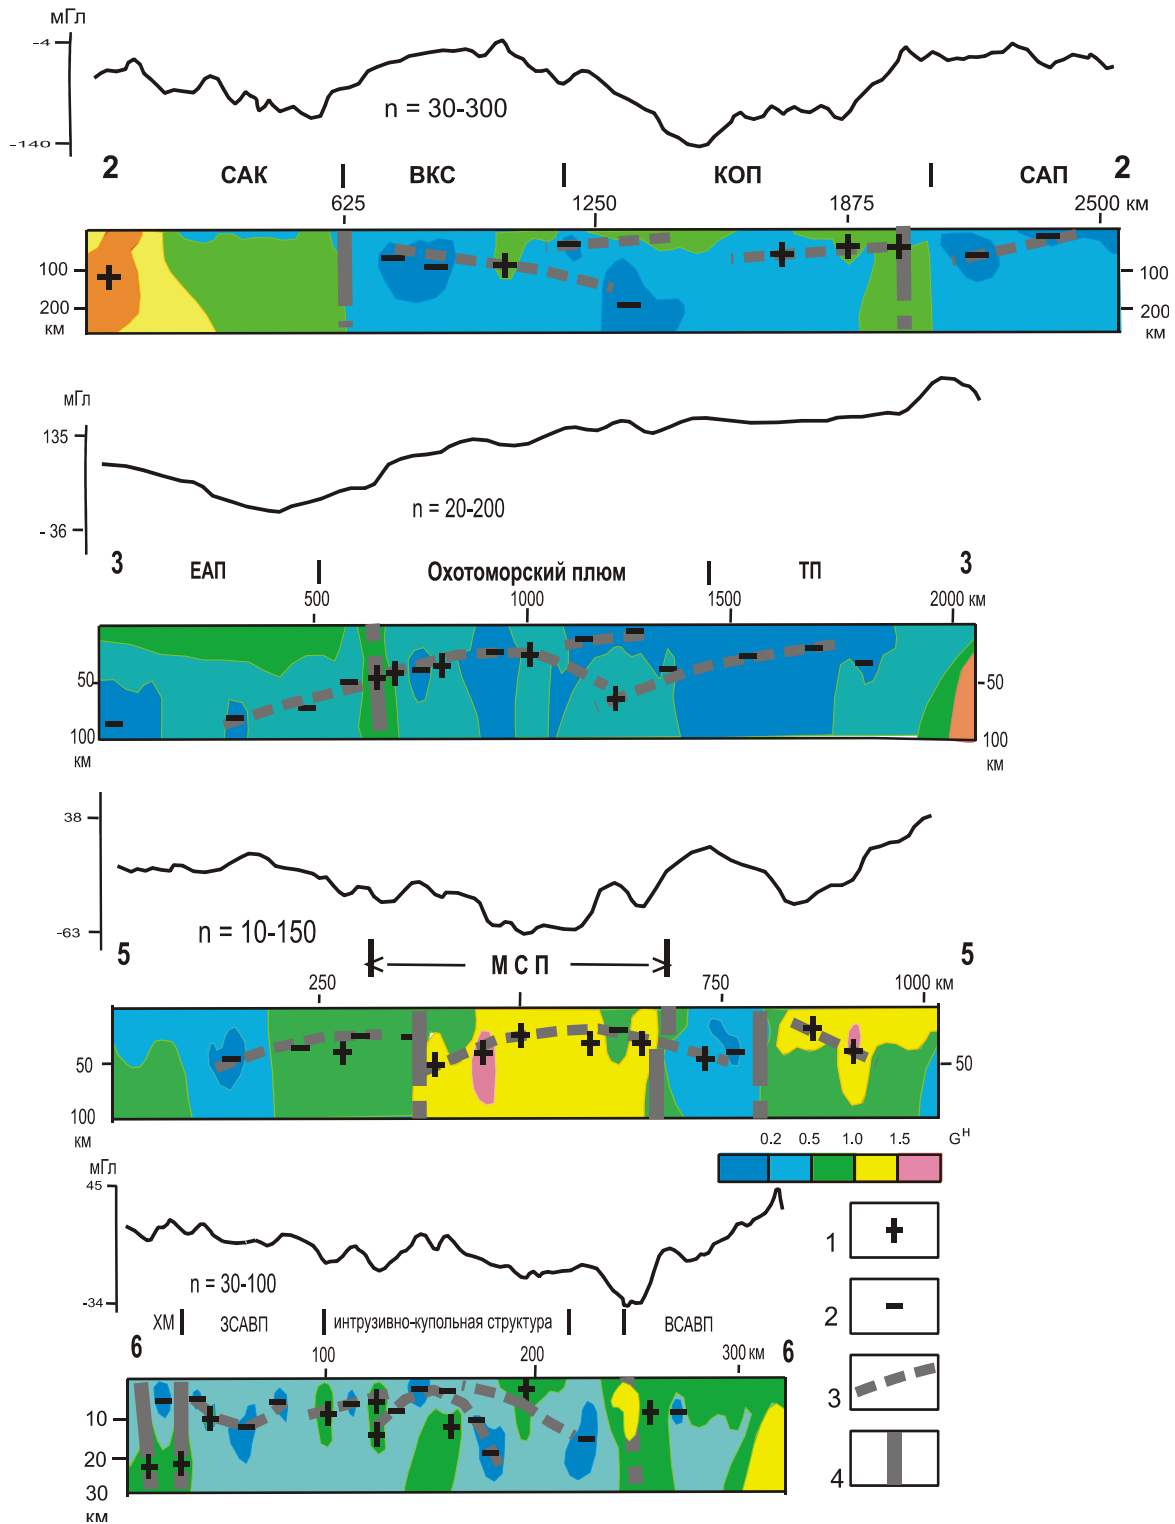 мГл
-4
n = 30-300
-140
2 САК ВКС КОП САП 2
625 1250 1875 2500 км
100 100
200 200
км км
мГл
135
n = 20-200
- 36
3 ЕАП Охотоморский плюм ТП 3
500 1000 1500 2000 км
50 50
100 100
км км
38
n = 10-150
-63
5 М С П 5
250 750 1000 км
50 50
100
км
0.2 0.5 1.0 1.5 G^H
мГл
45
n = 30-100
-34
ХМ ЗСАВП интрузивно-купольная структура ВСАВП
6 100 200 300 км 6
10
20
30
км
1
2
3
4